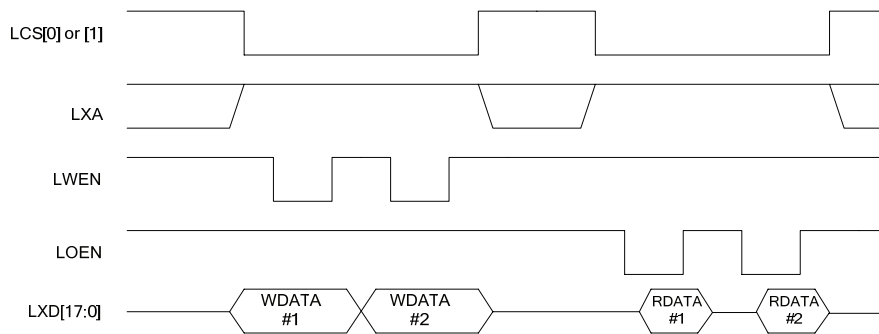 LCS[0] or [1]
LXA
LWEN
LOEN
LXD[17:0]
WDATA
#1
WDATA
#2
RDATA
#1
RDATA
#2